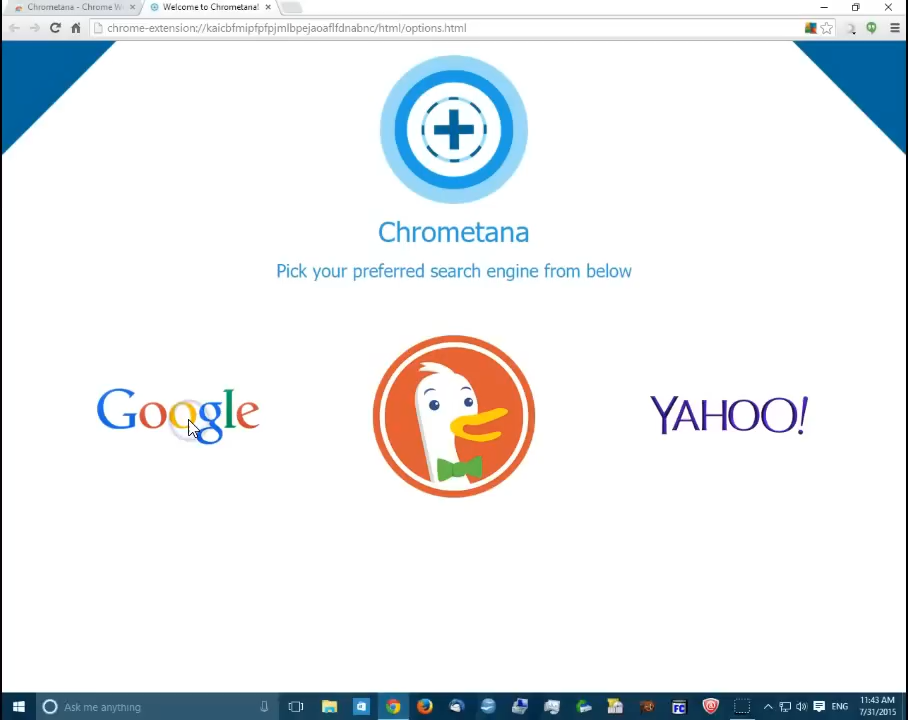 Chrometana - Chrome W
Welcome to Chrometana!
chrome-extension://kaicbfmipfpfpjmlbpejaoaflfdnabnc/html/options.html
Chrometana
Pick your preferred search engine from below
Google
YAHOO!
Ask me anything
FC
ENG
11:43 AM
7/31/2015